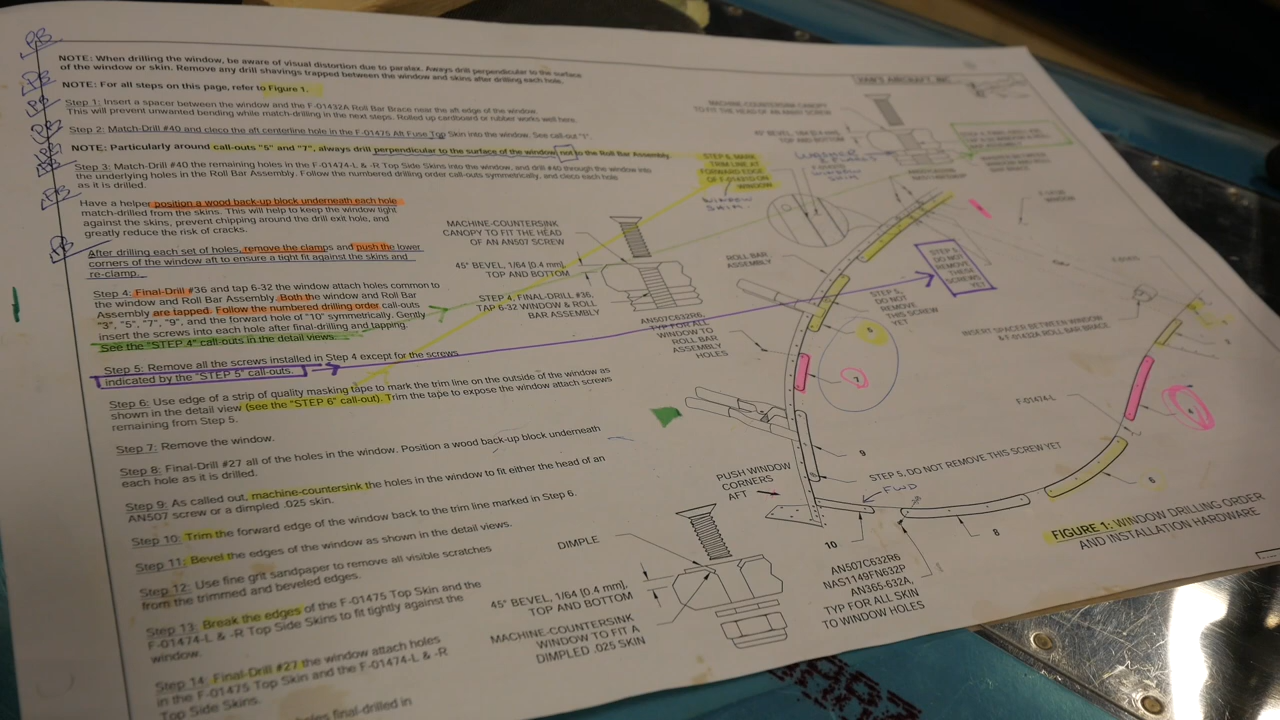 NOTE: When drilling the window, be aware of visual distortion due to paralax. Aways drill perpendicular to the surface
of the window or skin. Remove any drill shavings trapped between the window and skins after drilling each hole.
NOTE: For all steps on this page, refer to Figure 1.
Step 1: Insert a spacer between the window and the F-01432A Roll Bar Brace near the aft edge of the window.
This will prevent unwanted bending while match-drilling in the next steps. Rolled up cardboard or rubber works well here.
Step 2: Match-Drill #40 and cleco the aft centerline hole in the F-01475 Aft Fuse Top Skin into the window. See call-out "1".
NOTE: Particularly around call-outs "5" and "7", always drill perpendicular to the surface of the window, not to the Roll Bar Assembly.
Step 3: Match-Drill #40 the remaining holes in the F-01474-L & -R Top Side Skins into the window, and drill #40 through the window into
the underlying holes in the Roll Bar Assembly. Follow the numbered drilling order call-outs symmetrically, and cleco each hole
as it is drilled.
Have a helper position a wood back-up block underneath each hole
match-drilled from the skins. This will help to keep the window tight
against the skins, prevent chipping around the drill exit hole, and
greatly reduce the risk of cracks.
After drilling each set of holes, remove the clamps and push the lower
corners of the window aft to ensure a tight fit against the skins and
re-clamp.
Step 4: Final-Drill #36 and tap 6-32 the window attach holes common to
the window and Roll Bar Assembly. Both the window and Roll Bar
Assembly are tapped. Follow the numbered drilling order call-outs
"3", "5", "7", "9", and the forward hole of "10" symmetrically. Gently
insert the screws into each hole after final-drilling and tapping.
See the "STEP 4" call-outs in the detail views.
Step 5: Remove all the screws installed in Step 4 except for the screws
indicated by the "STEP 5" call-outs.
Step 6: Use edge of a strip of quality masking tape to mark the trim line on the outside of the window as
shown in the detail view (see the "STEP 6" call-out). Trim the tape to expose the window attach screws
remaining from Step 5.
Step 7: Remove the window.
Step 8: Final-Drill #27 all of the holes in the window. Position a wood back-up block underneath
each hole as it is drilled.
Step 9: As called out, machine-countersink the holes in the window to fit either the head of an
AN507 screw or a dimpled .025 skin.
Step 10: Trim the forward edge of the window back to the trim line marked in Step 6.
Step 11: Bevel the edges of the window as shown in the detail views.
Step 12: Use fine grit sandpaper to remove all visible scratches
from the trimmed and beveled edges.
Step 13: Break the edges of the F-01475 Top Skin and the
F-01474-L & -R Top Side Skins to fit tightly against the
window.
Step 14: Final-Drill #27 the window attach holes
in the F-01475 Top Skin and the F-01474-L & -R
Top Side Skins.
holes final-drilled in
MACHINE-COUNTERSINK
CANOPY TO FIT THE HEAD
OF AN AN507 SCREW
45° BEVEL, 1/64 [0.4 mm],
TOP AND BOTTOM
STEP 4, FINAL-DRILL #36,
TAP 6-32 WINDOW & ROLL
BAR ASSEMBLY
AN507C632R6,
TYP FOR ALL
WINDOW TO
ROLL BAR
ASSEMBLY
HOLES
MACHINE-COUNTERSINK CANOPY
TO FIT THE HEAD OF AN AN507 SCREW
STEP 6, MARK
TRIM LINE AT
FORWARD EDGE
WINDOW
WINDOW
SKIN.
ROLL BAR
ASSEMBLY
STEP 5,
DO NOT
REMOVE
THIS SCREW
YET
STEP 5,
DO NOT
REMOVE
THESE
SCREWS
YET
INSERT SPACER BETWEEN WINDOW
& F-01432A ROLL BAR BRACE
F-01474-L
7
9
STEP 5, DO NOT REMOVE THIS SCREW YET
FWD
PUSH WINDOW
CORNERS
AFT
10
8
6
DIMPLE
45° BEVEL, 1/64 [0.4 mm],
TOP AND BOTTOM
MACHINE-COUNTERSINK
WINDOW TO FIT A
DIMPLED .025 SKIN
AN507C632R6
NAS1149FN632P
AN365-632A,
TYP FOR ALL SKIN
TO WINDOW HOLES
FIGURE 1: WINDOW DRILLING ORDER
AND INSTALLATION HARDWARE